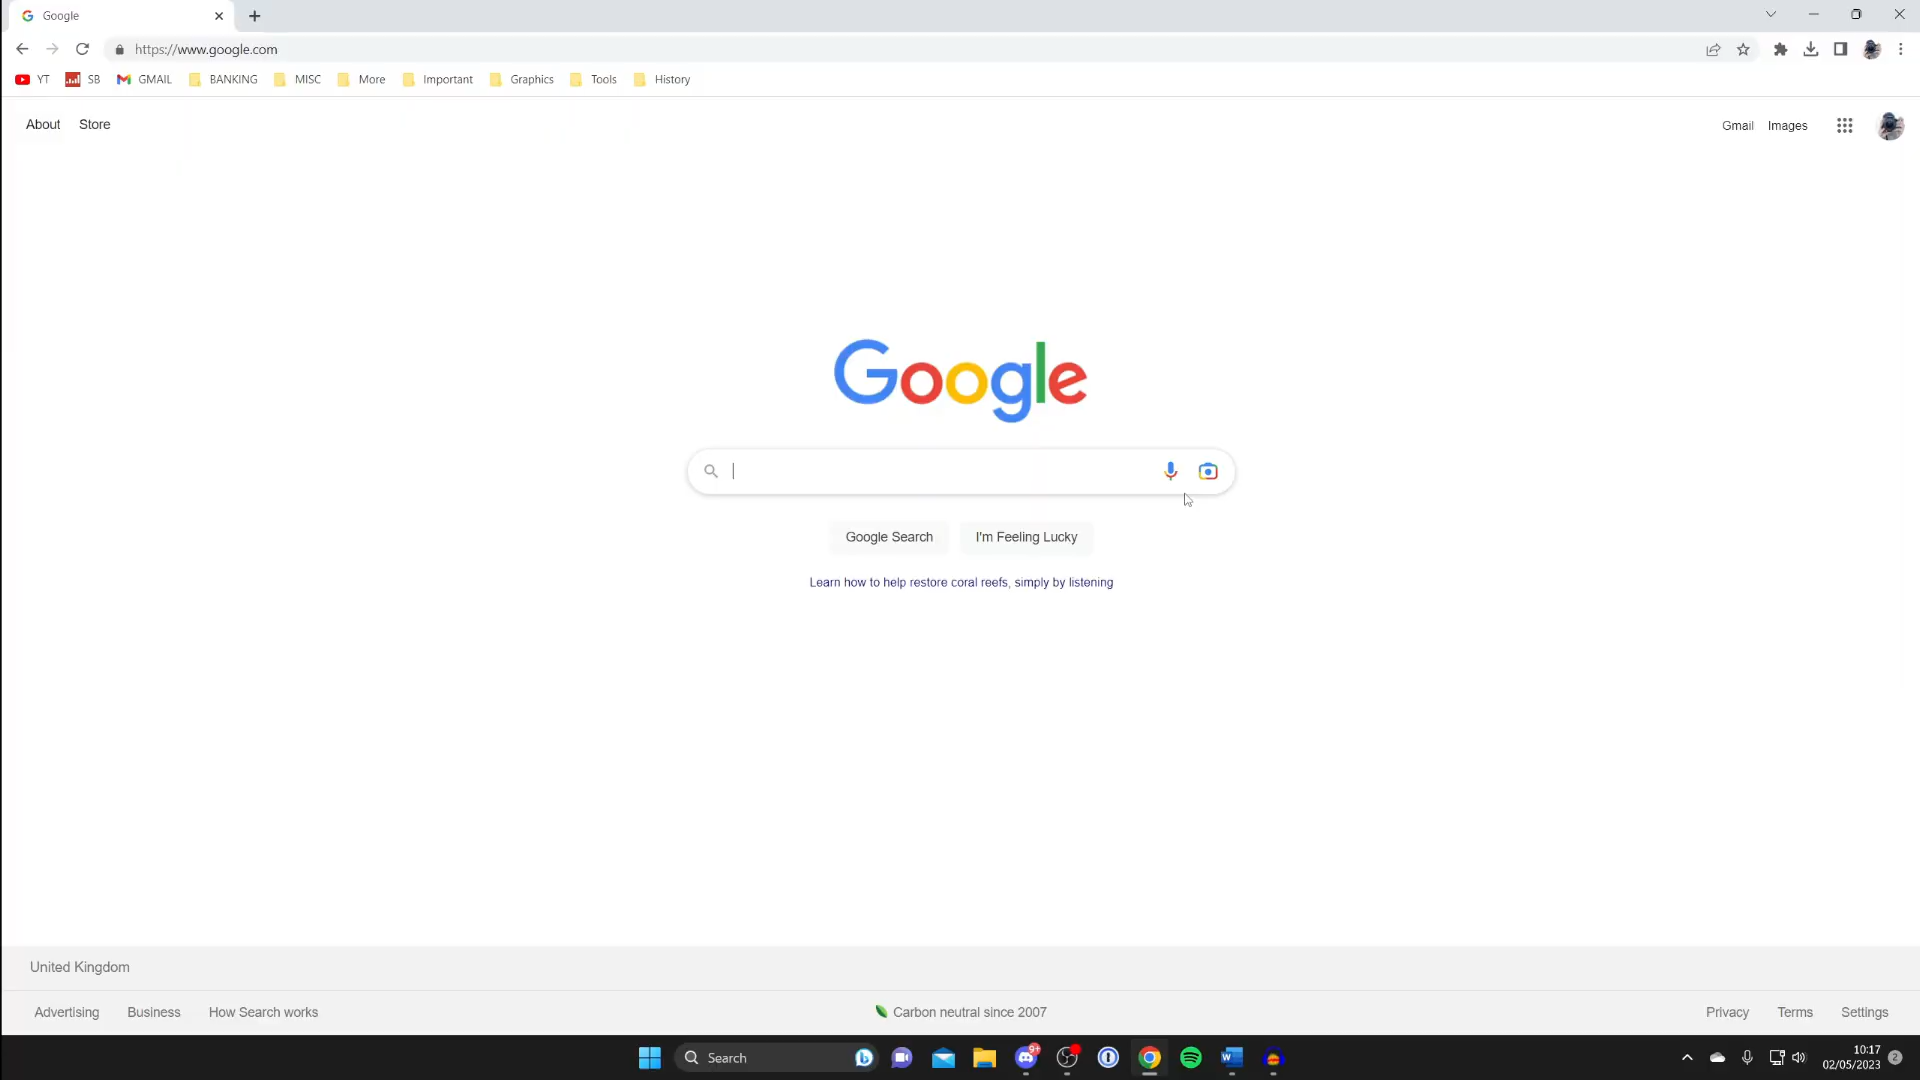 Google
https://www.google.com
YT SB GMAIL BANKING MISC More Important Graphics Tools History
About Store
Gmail Images
Google
Google Search I'm Feeling Lucky
Learn how to help restore coral reefs, simply by listening
United Kingdom
Advertising Business How Search works
Carbon neutral since 2007
Privacy Terms Settings
Search
9+
10:17
02/05/2023
2